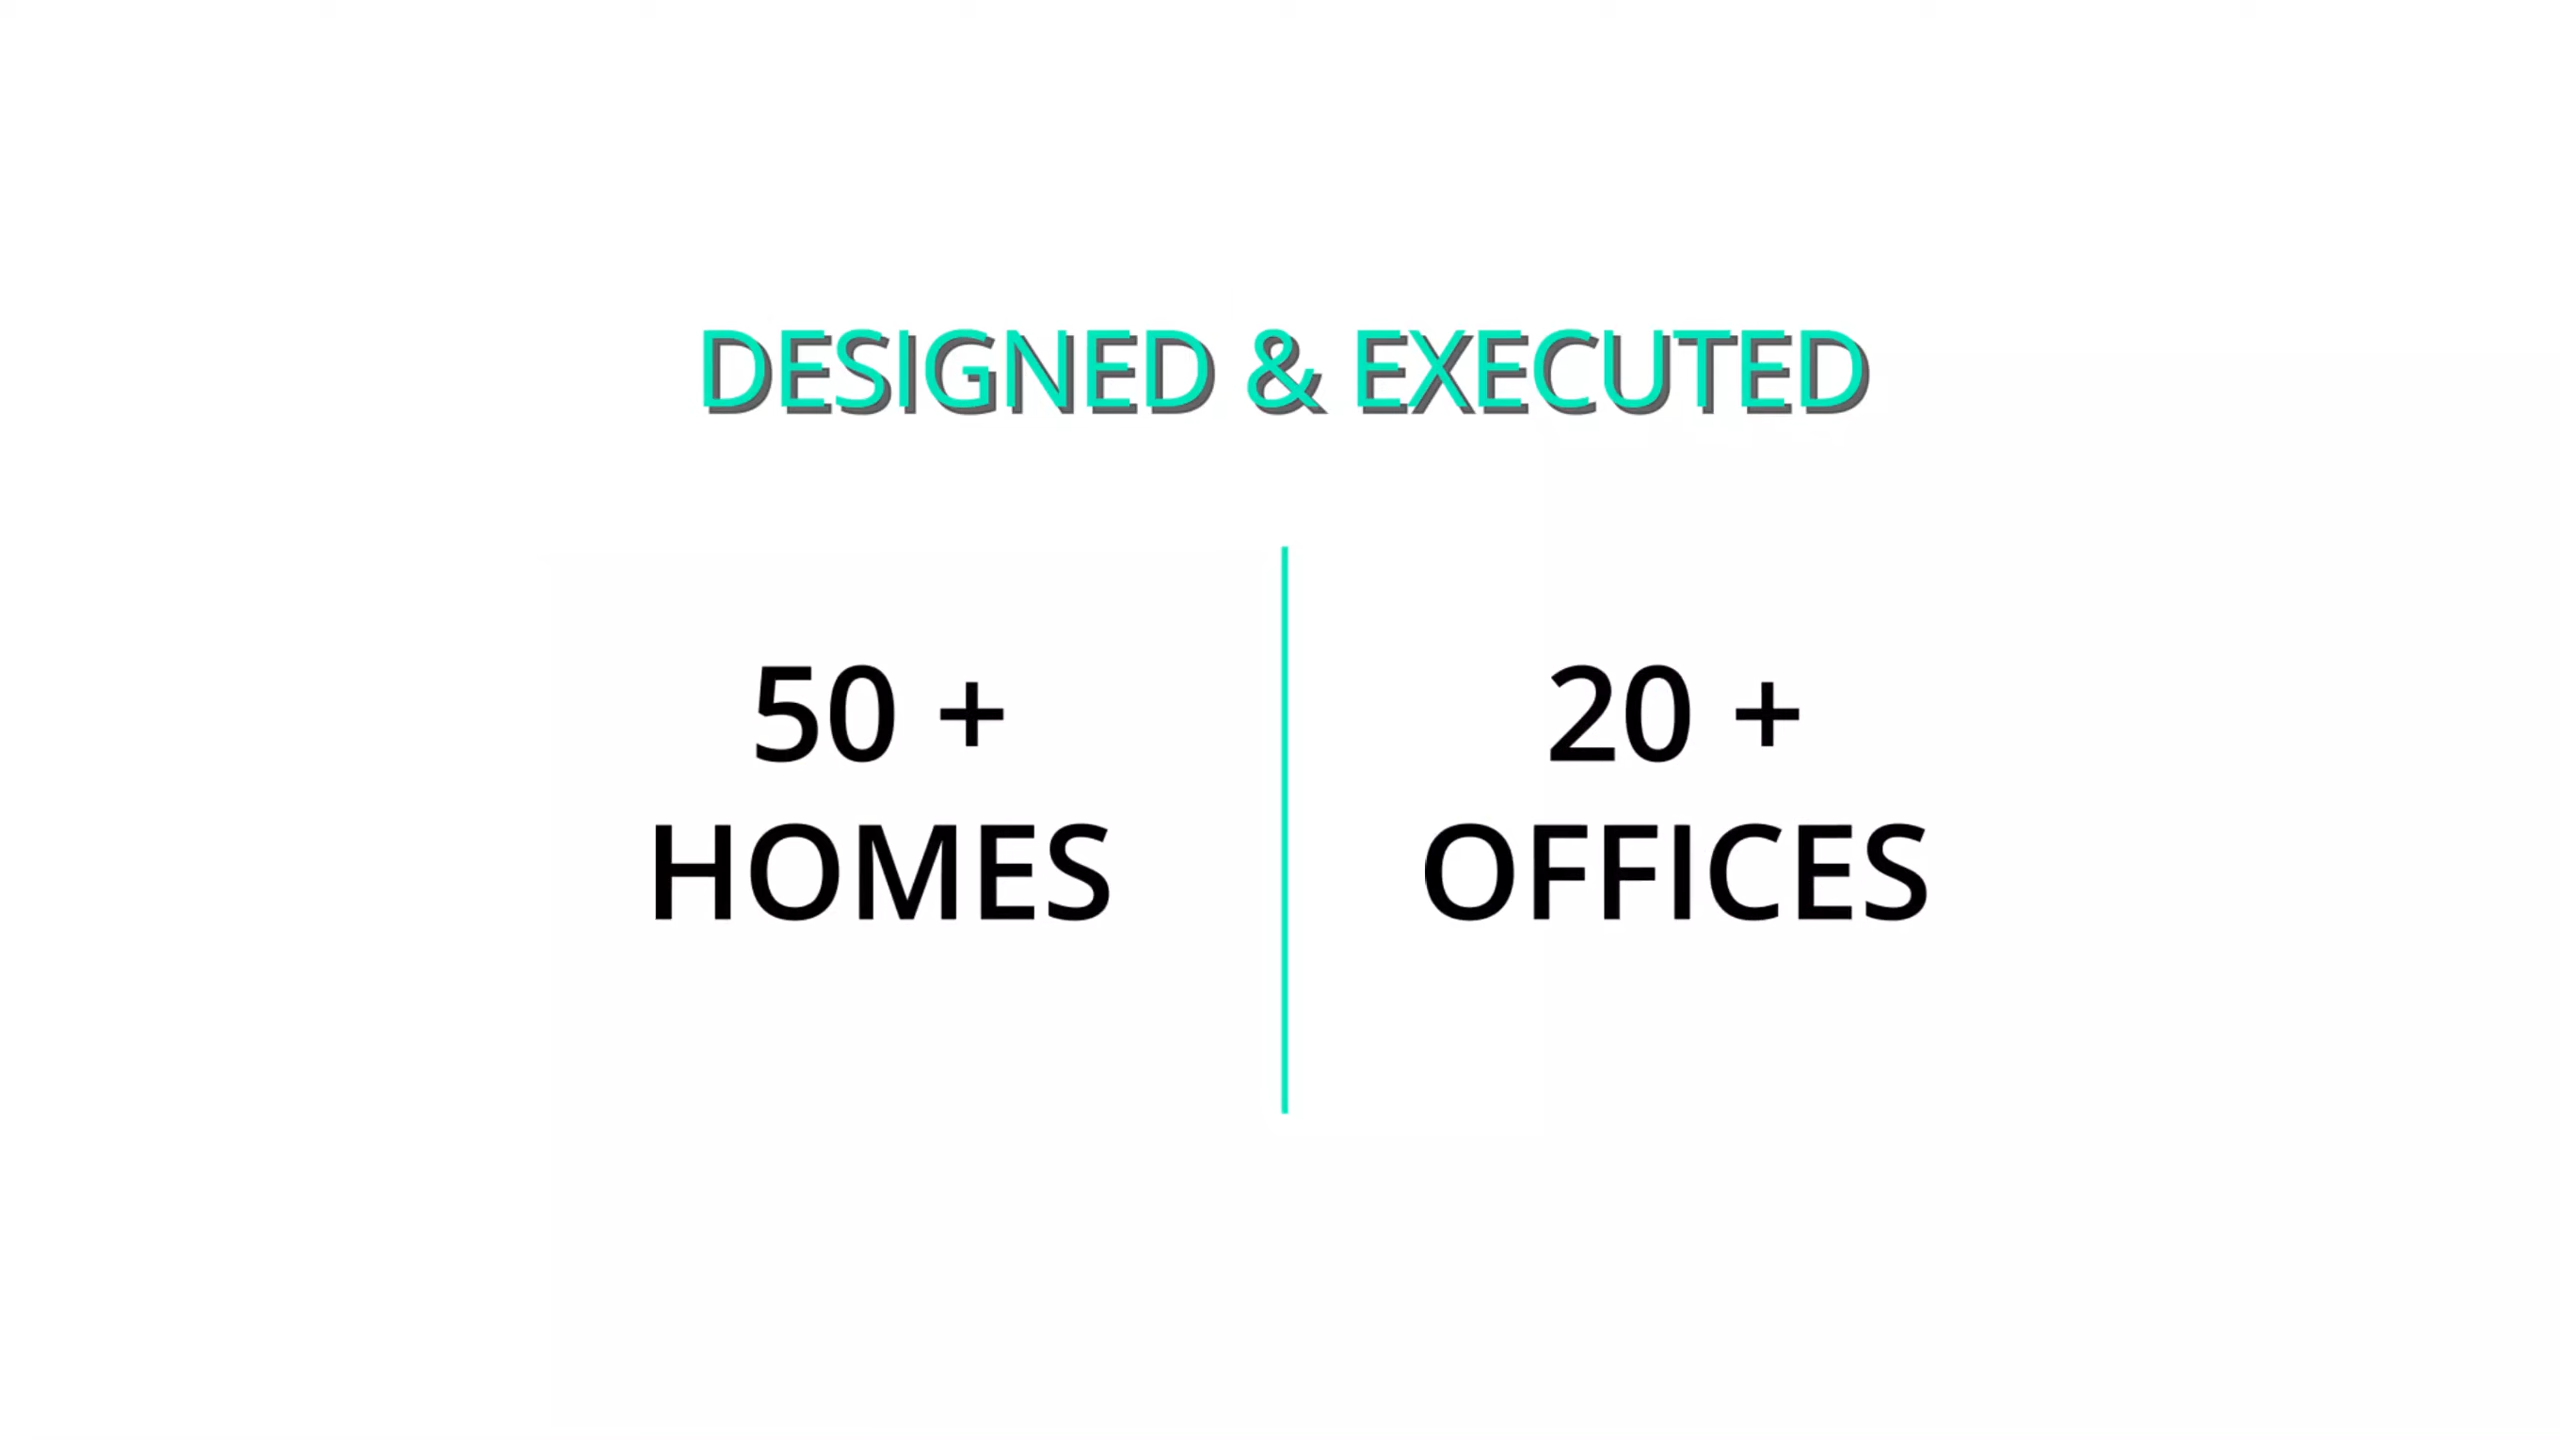 DESIGNED & EXECUTED
50 +
HOMES
20 +
OFFICES